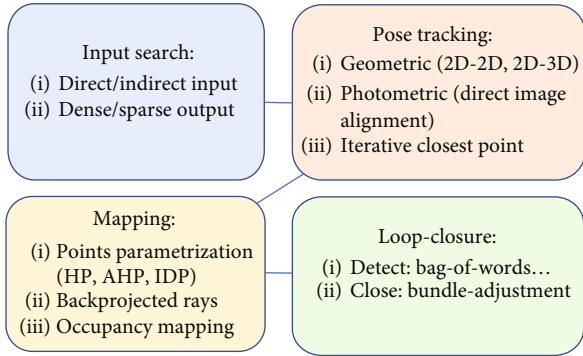 Input search:
(i) Direct/indirect input
(ii) Dense/sparse output
Pose tracking:
(i) Geometric (2D-2D, 2D-3D)
(ii) Photometric (direct image
alignment)
(iii) Iterative closest point
Mapping:
(i) Points parametrization
(HP, AHP, IDP)
(ii) Backprojected rays
(iii) Occupancy mapping
Loop-closure:
(i) Detect: bag-of-words…
(ii) Close: bundle-adjustment